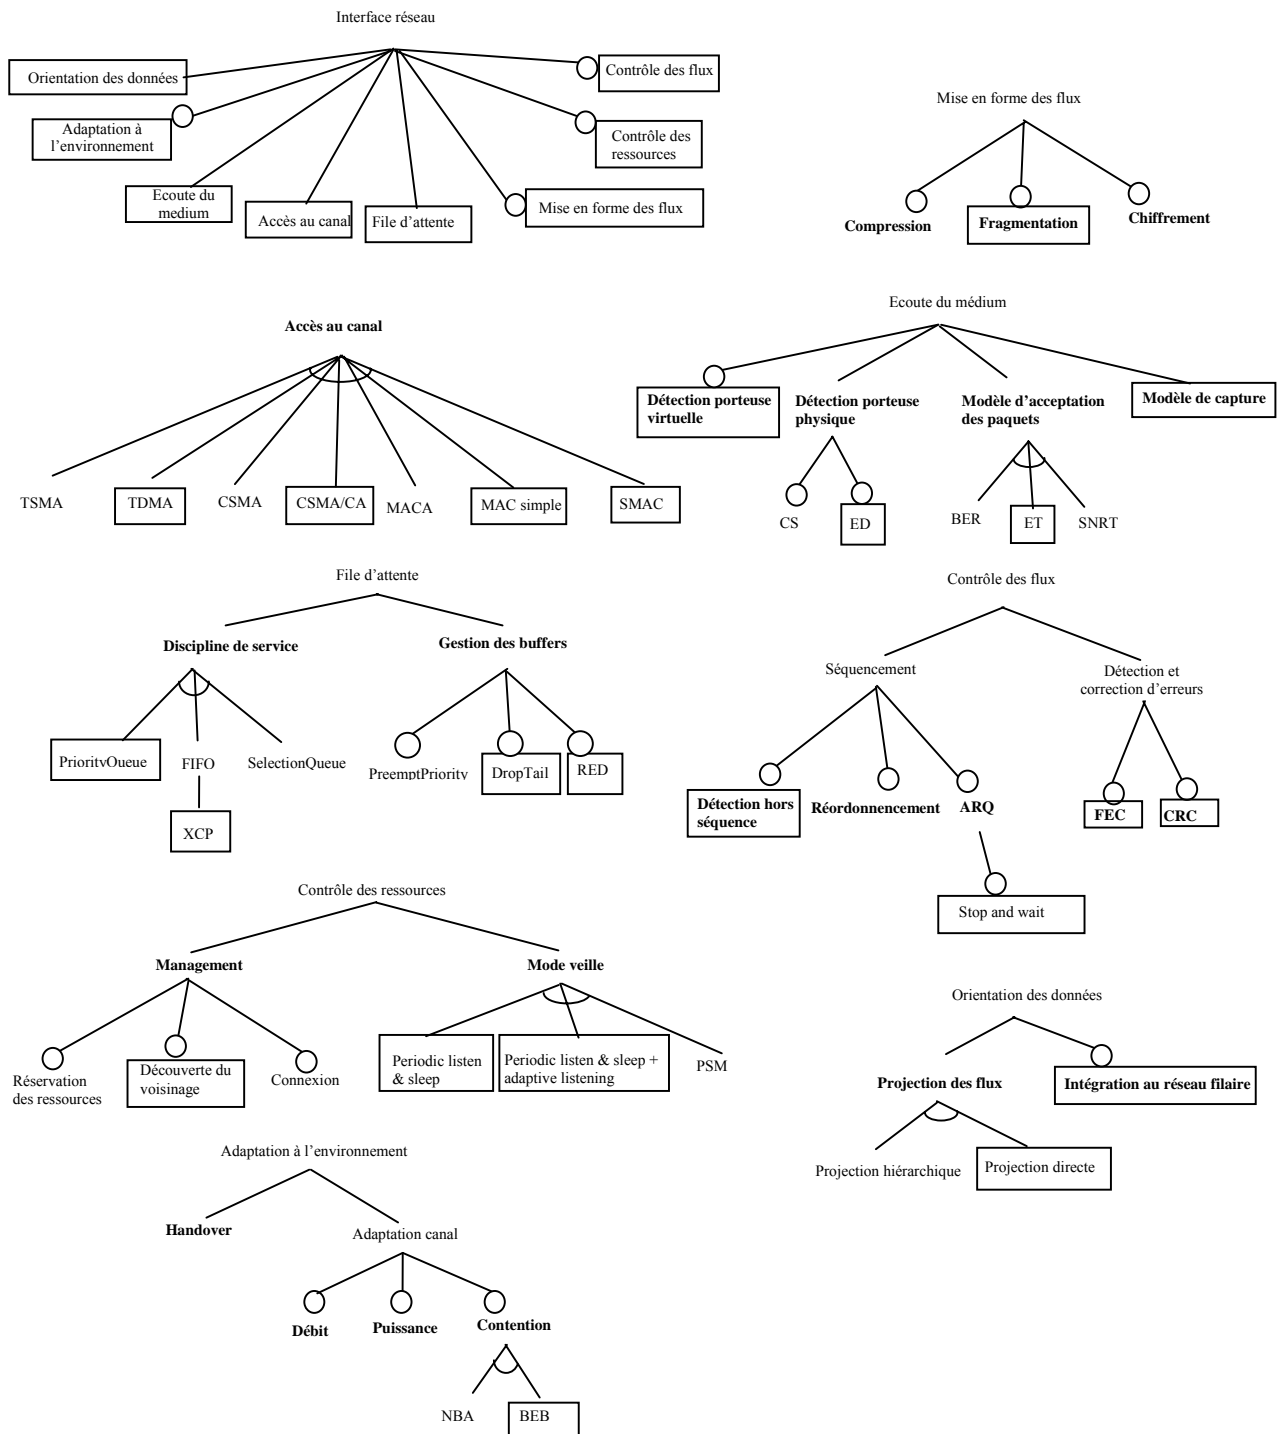 Interface réseau
Orientation des données
Contrôle des flux
Adaptation à
l'environnement
Contrôle des
ressources
Ecoute du
medium
Accès au canal
File d'attente
Mise en forme des flux
Mise en forme des flux
Compression
Fragmentation
Chiffrement
Accès au canal
TSMA
TDMA
CSMA
CSMA/CA
MACA
MAC simple
SMAC
Ecoute du médium
Détection porteuse
virtuelle
Détection porteuse
physique
Modèle d'acceptation
des paquets
Modèle de capture
CS
ED
BER
ET
SNRT
File d'attente
Discipline de service
Gestion des buffers
PriorityQueue
FIFO
SelectionQueue
XCP
PreemptPriority
DropTail
RED
Contrôle des flux
Séquencement
Détection et
correction d'erreurs
Détection hors
séquence
Réordonnencement
ARQ
FEC
CRC
Stop and wait
Contrôle des ressources
Management
Mode veille
Réservation
des ressources
Découverte du
voisinage
Connexion
Periodic listen
& sleep
Periodic listen & sleep +
adaptive listening
PSM
Orientation des données
Projection des flux
Intégration au réseau filaire
Projection hiérarchique
Projection directe
Adaptation à l'environnement
Handover
Adaptation canal
Débit
Puissance
Contention
NBA
BEB